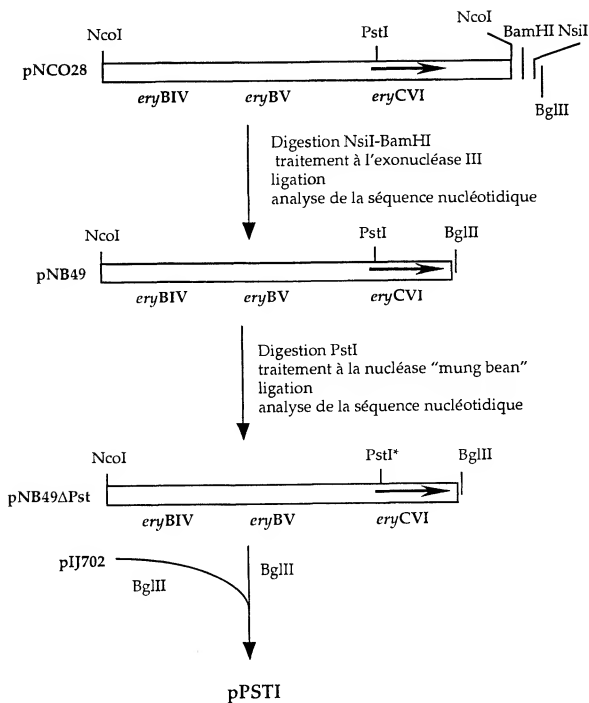 NcoI
PstI
NcoI
BamHI NsiI
pNCO28
eryBIV eryBV eryCVI
BglII
Digestion NsiI-BamHI
traitement à l'exonucléase III
ligation
analyse de la séquence nucléotidique
NcoI PstI BglII
pNB49
eryBIV eryBV eryCVI
Digestion PstI
traitement à la nucléase "mung bean"
ligation
analyse de la séquence nucléotidique
NcoI PstI* BglII
pNB49ΔPst
eryBIV eryBV eryCVI
pIJ702
BglII
BglII
pPSTI